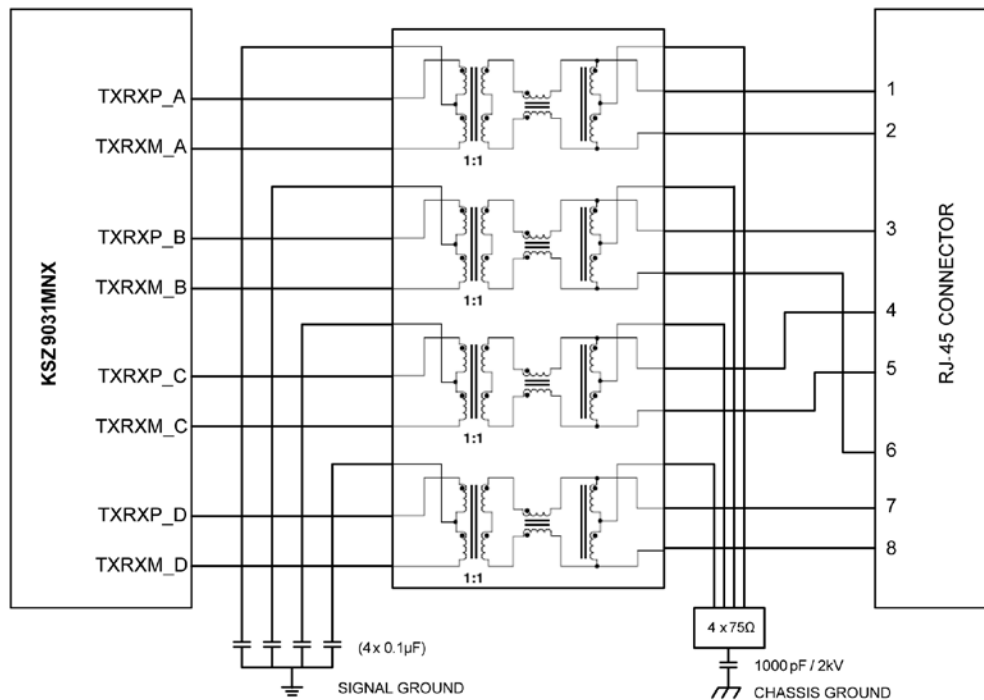 KSZ9031MNX
TXRXP_A
TXRXM_A
1:1
1
2
TXRXP_B
TXRXM_B
1:1
3
4
TXRXP_C
TXRXM_C
1:1
5
6
TXRXP_D
TXRXM_D
1:1
7
8
RJ-45 CONNECTOR
(4 x 0.1µF)
SIGNAL GROUND
4 x 75Ω
1000 pF / 2kV
CHASSIS GROUND